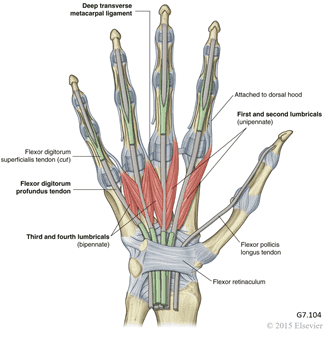 Deep transverse
metacarpal ligament
Attached to dorsal hood
First and second lumbricals
(unipennate)
Flexor digitorum
superficialis tendon (cut)
Flexor digitorum
profundus tendon
Third and fourth lumbricals
(bipennate)
Flexor pollicis
longus tendon
Flexor retinaculum
G7.104
© 2015 Elsevier